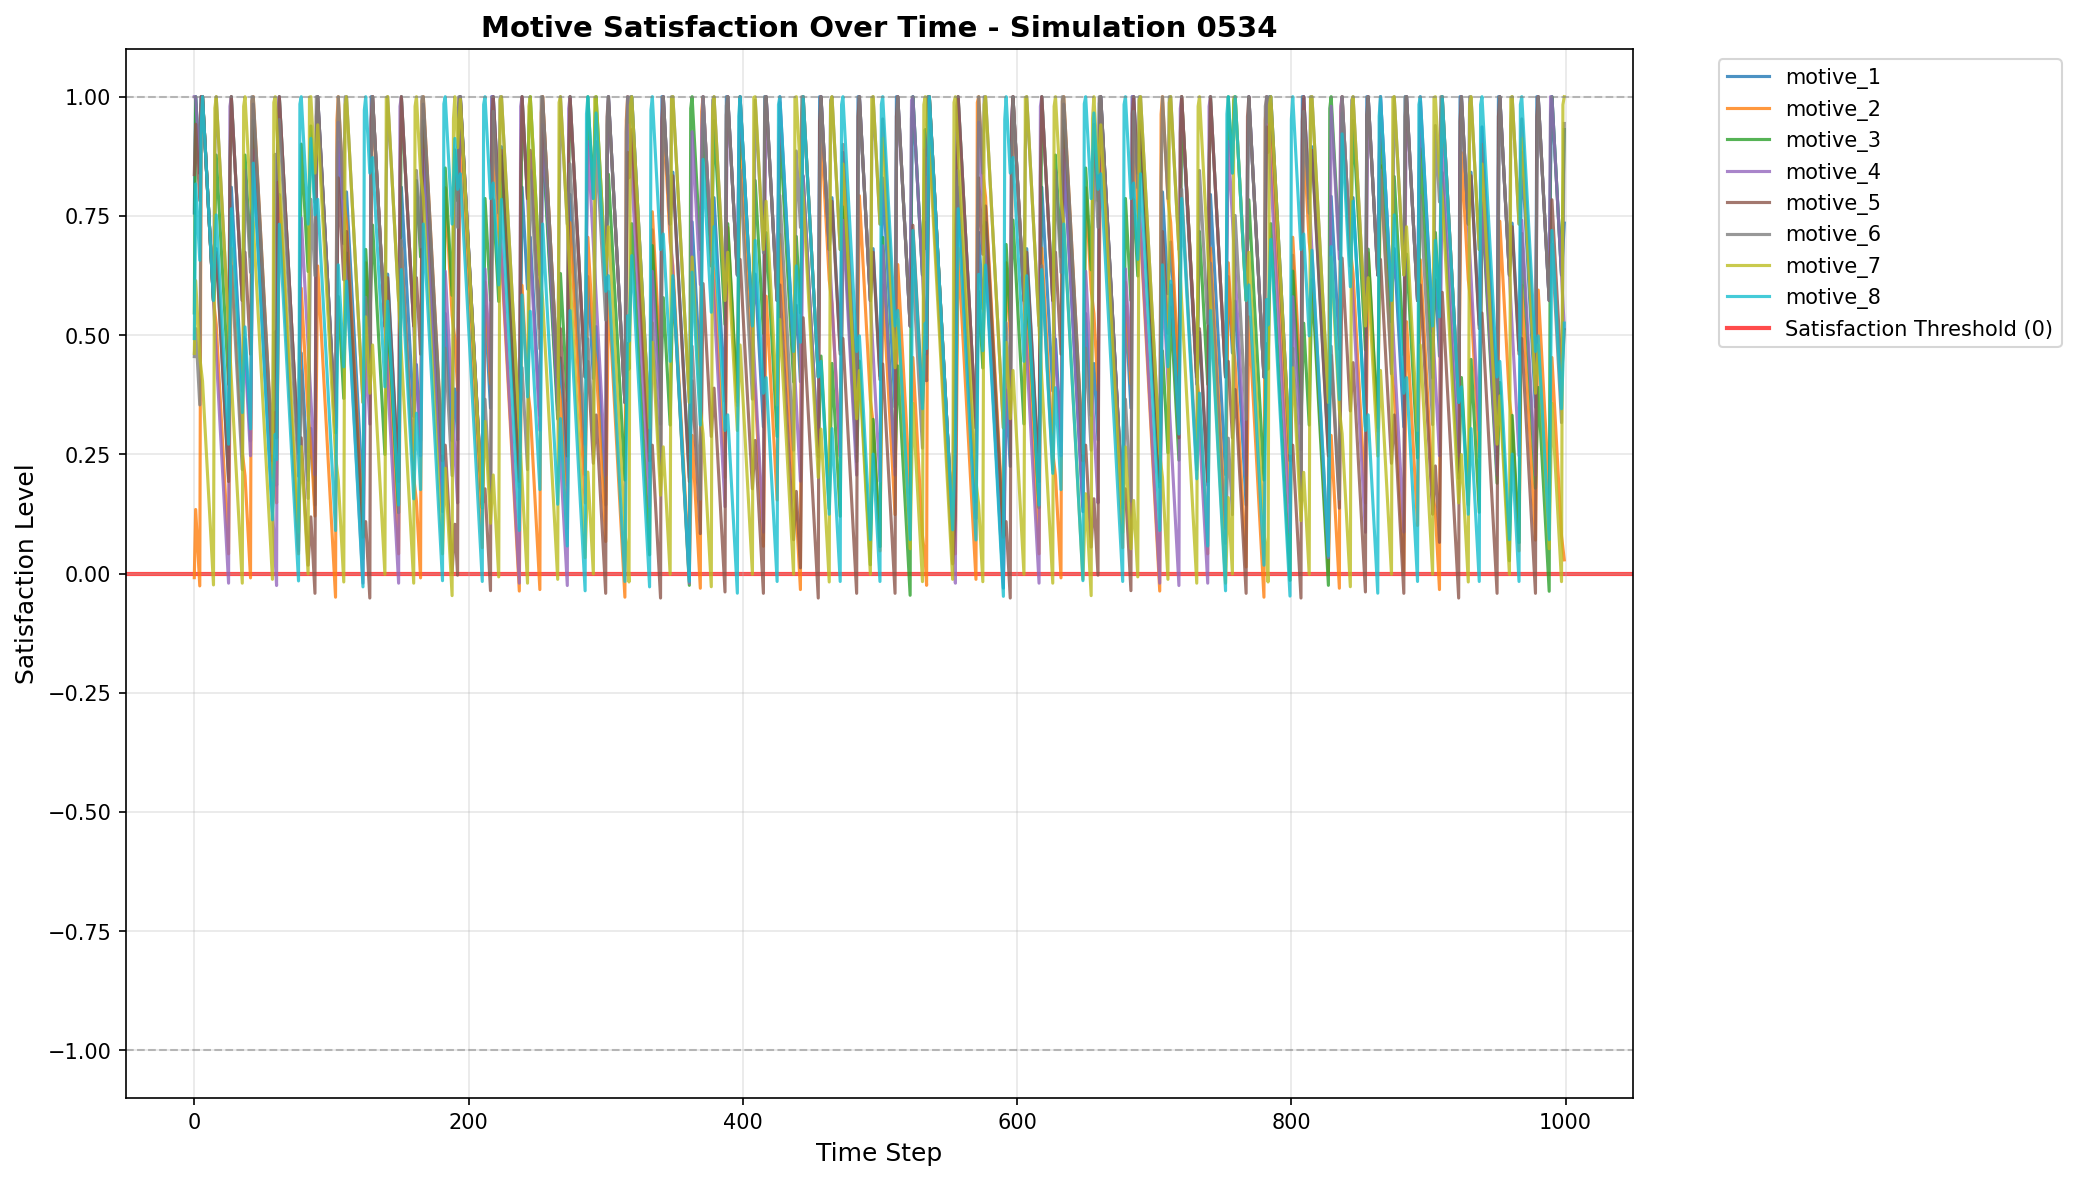 Motive Satisfaction Over Time - Simulation 0534
1.00
0.75
0.50
0.25
0.00
−0.25
−0.50
−0.75
−1.00
Satisfaction Level
0
200
400
600
800
1000
Time Step
motive_1
motive_2
motive_3
motive_4
motive_5
motive_6
motive_7
motive_8
Satisfaction Threshold (0)